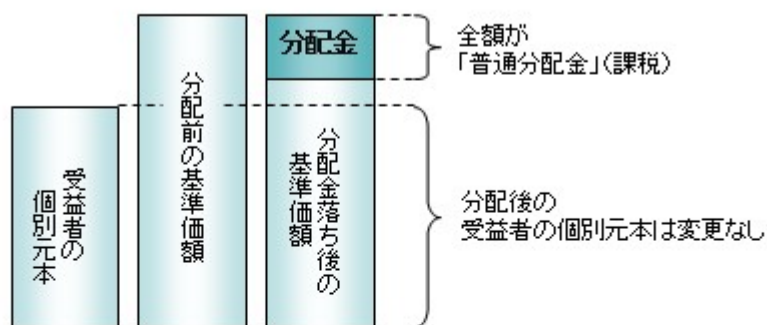 受益者の
個別元本
分配前の基準価額
分配金
分配金落ち後の
基準価額
全額が
「普通分配金」(課税)
分配後の
受益者の個別元本は変更なし